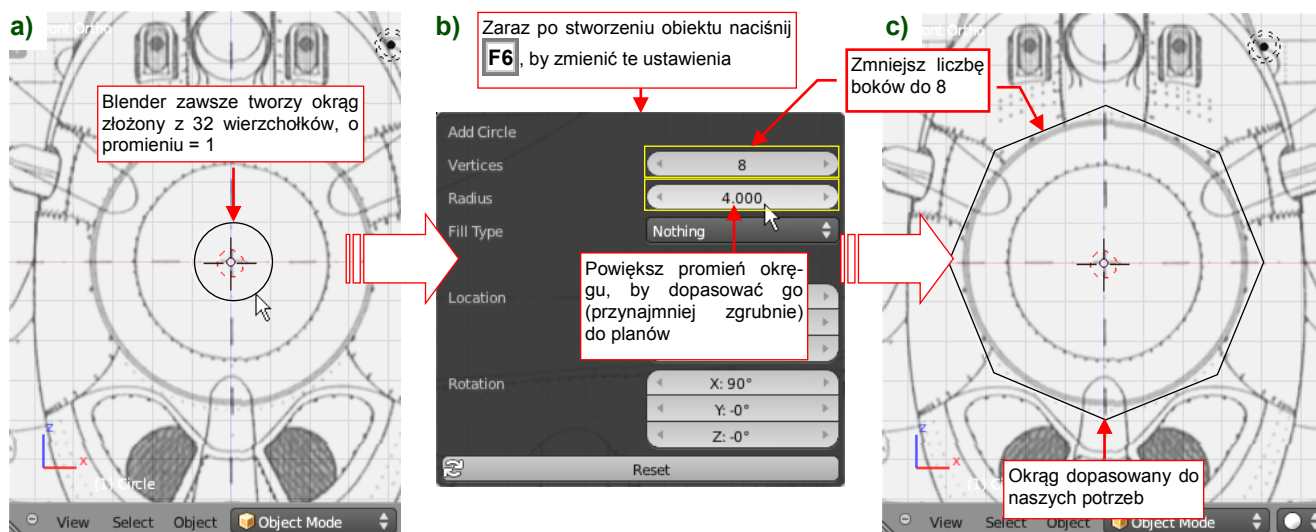 a)
Front Ortho
Blender zawsze tworzy okrąg
złożony z 32 wierzchołków, o
promieniu = 1
z
x
(1) Circle
View Select Object Object Mode
b)
Zaraz po stworzeniu obiektu naciśnij
F6, by zmienić te ustawienia
Add Circle
Vertices 8
Radius 4.000
Fill Type Nothing
Powiększ promień okrę-
gu, by dopasować go
(przynajmniej zgrubnie)
do planów
Location
Rotation X: 90°
Y: -0°
Z: -0°
Reset
c)
Ortho
Zmniejsz liczbę
boków do 8
Okrąg dopasowany do
naszych potrzeb
z
x
(1) Circle
View Select Object Object Mode